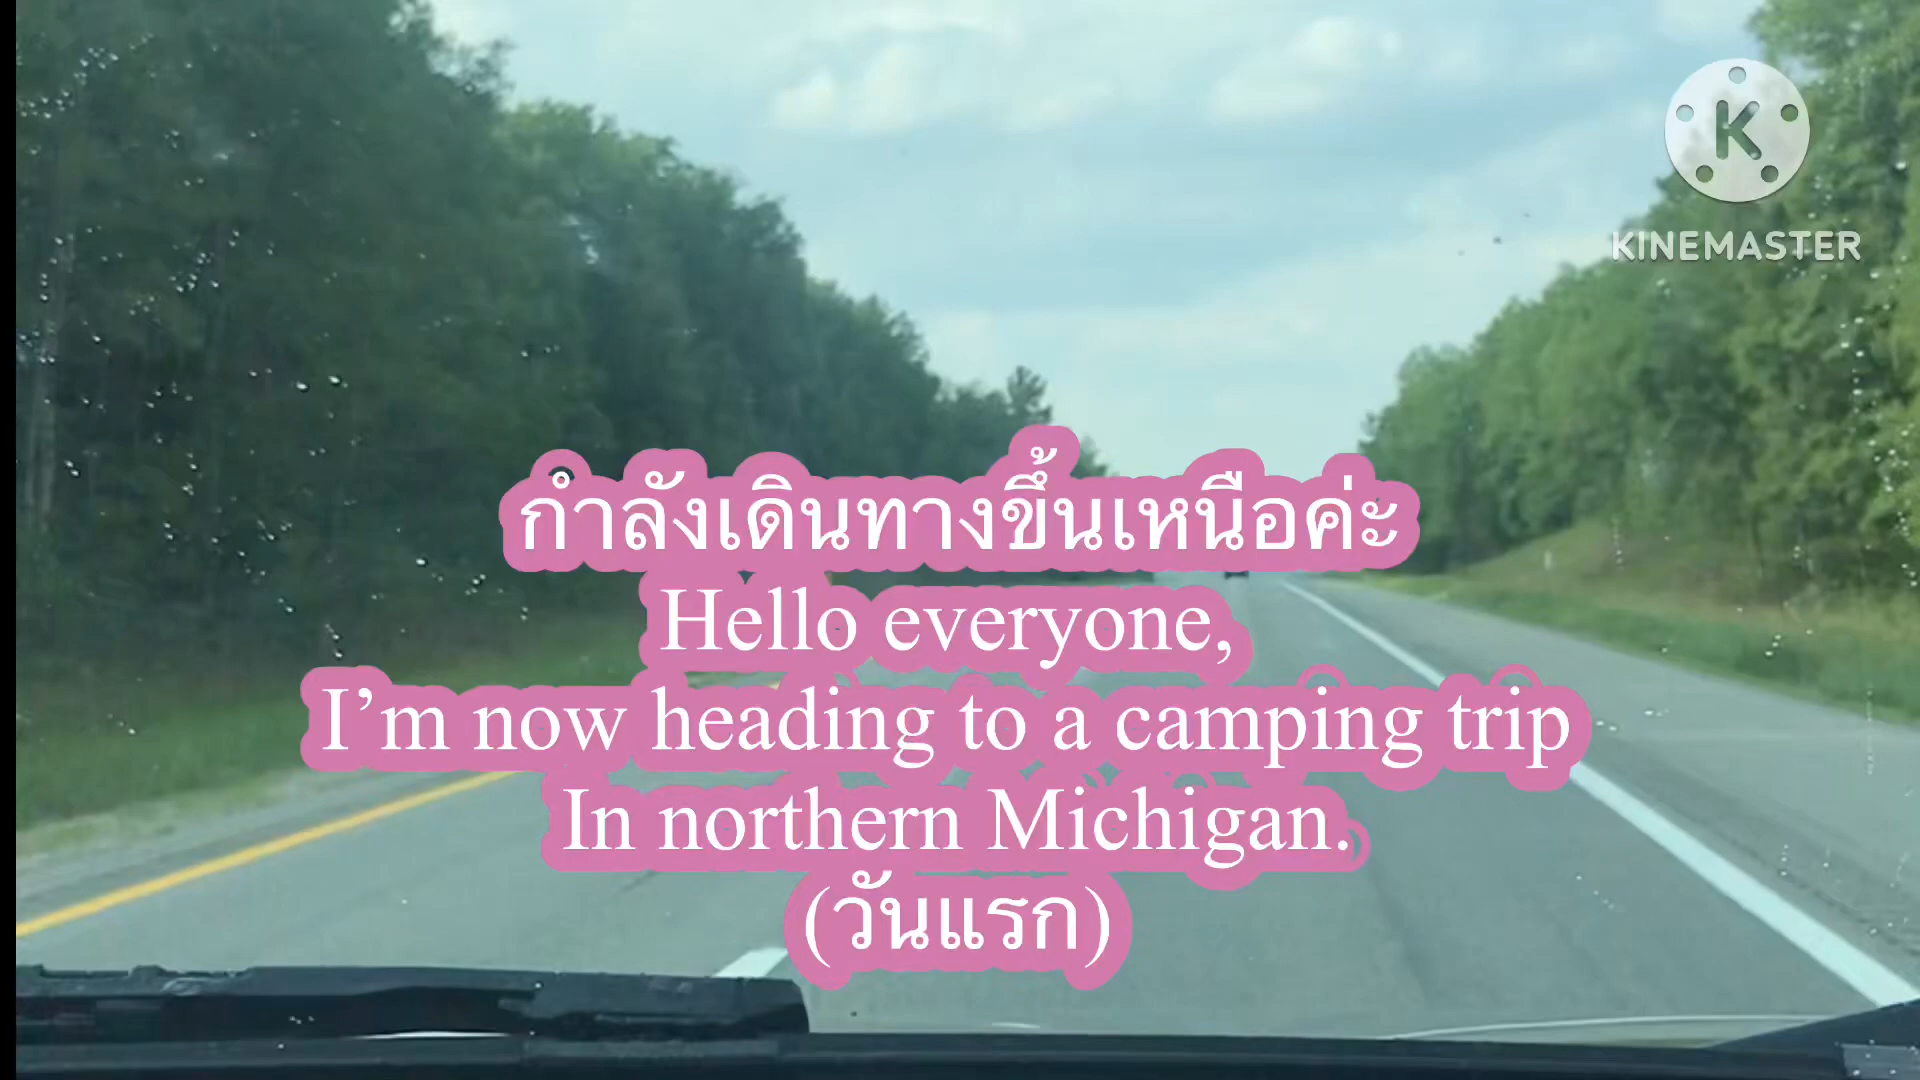 K
KINEMASTER
กำลังเดินทางขึ้นเหนือค่ะ
Hello everyone,
I’m now heading to a camping trip
In northern Michigan.
(วันแรก)